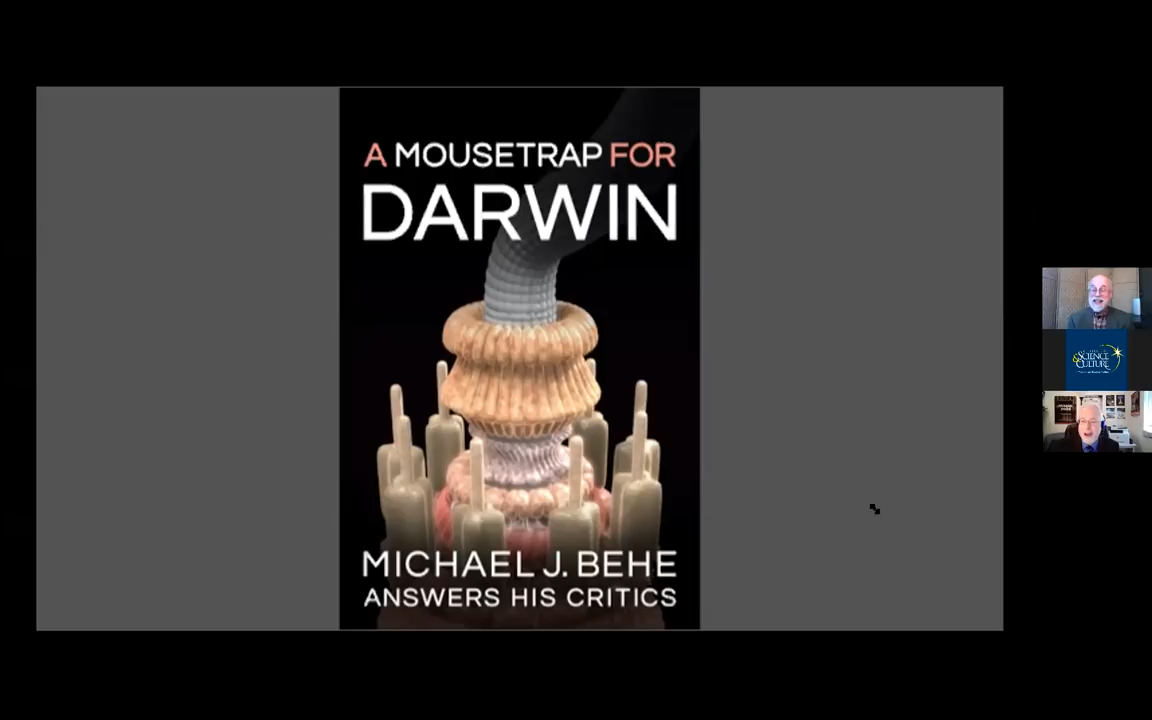 A MOUSETRAP FOR
DARWIN
MICHAEL J. BEHE
ANSWERS HIS CRITICS
SCIENCE
& CULTURE